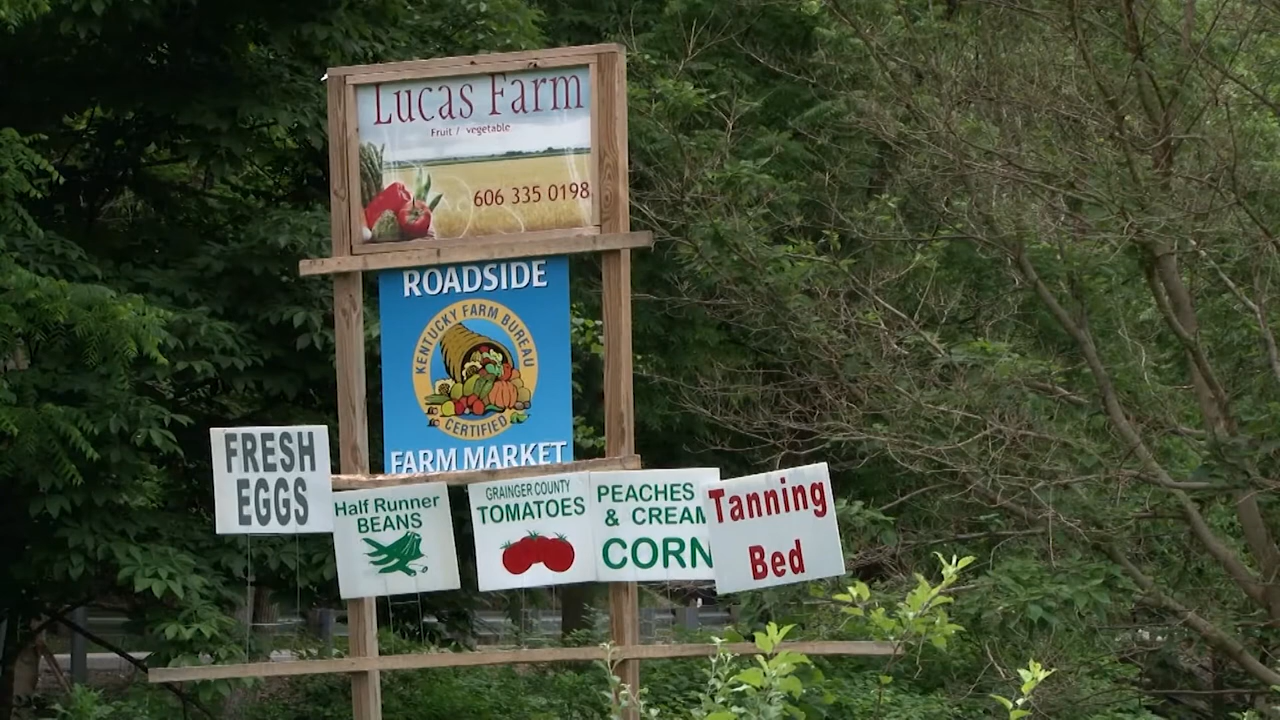 Lucas Farm
Fruit / vegetable
606 335 0198
ROADSIDE
KENTUCKY FARM BUREAU
CERTIFIED
FARM MARKET
FRESH
EGGS
Half Runner
BEANS
GRAINGER COUNTY
TOMATOES
PEACHES
& CREAM
CORN
Tanning
Bed